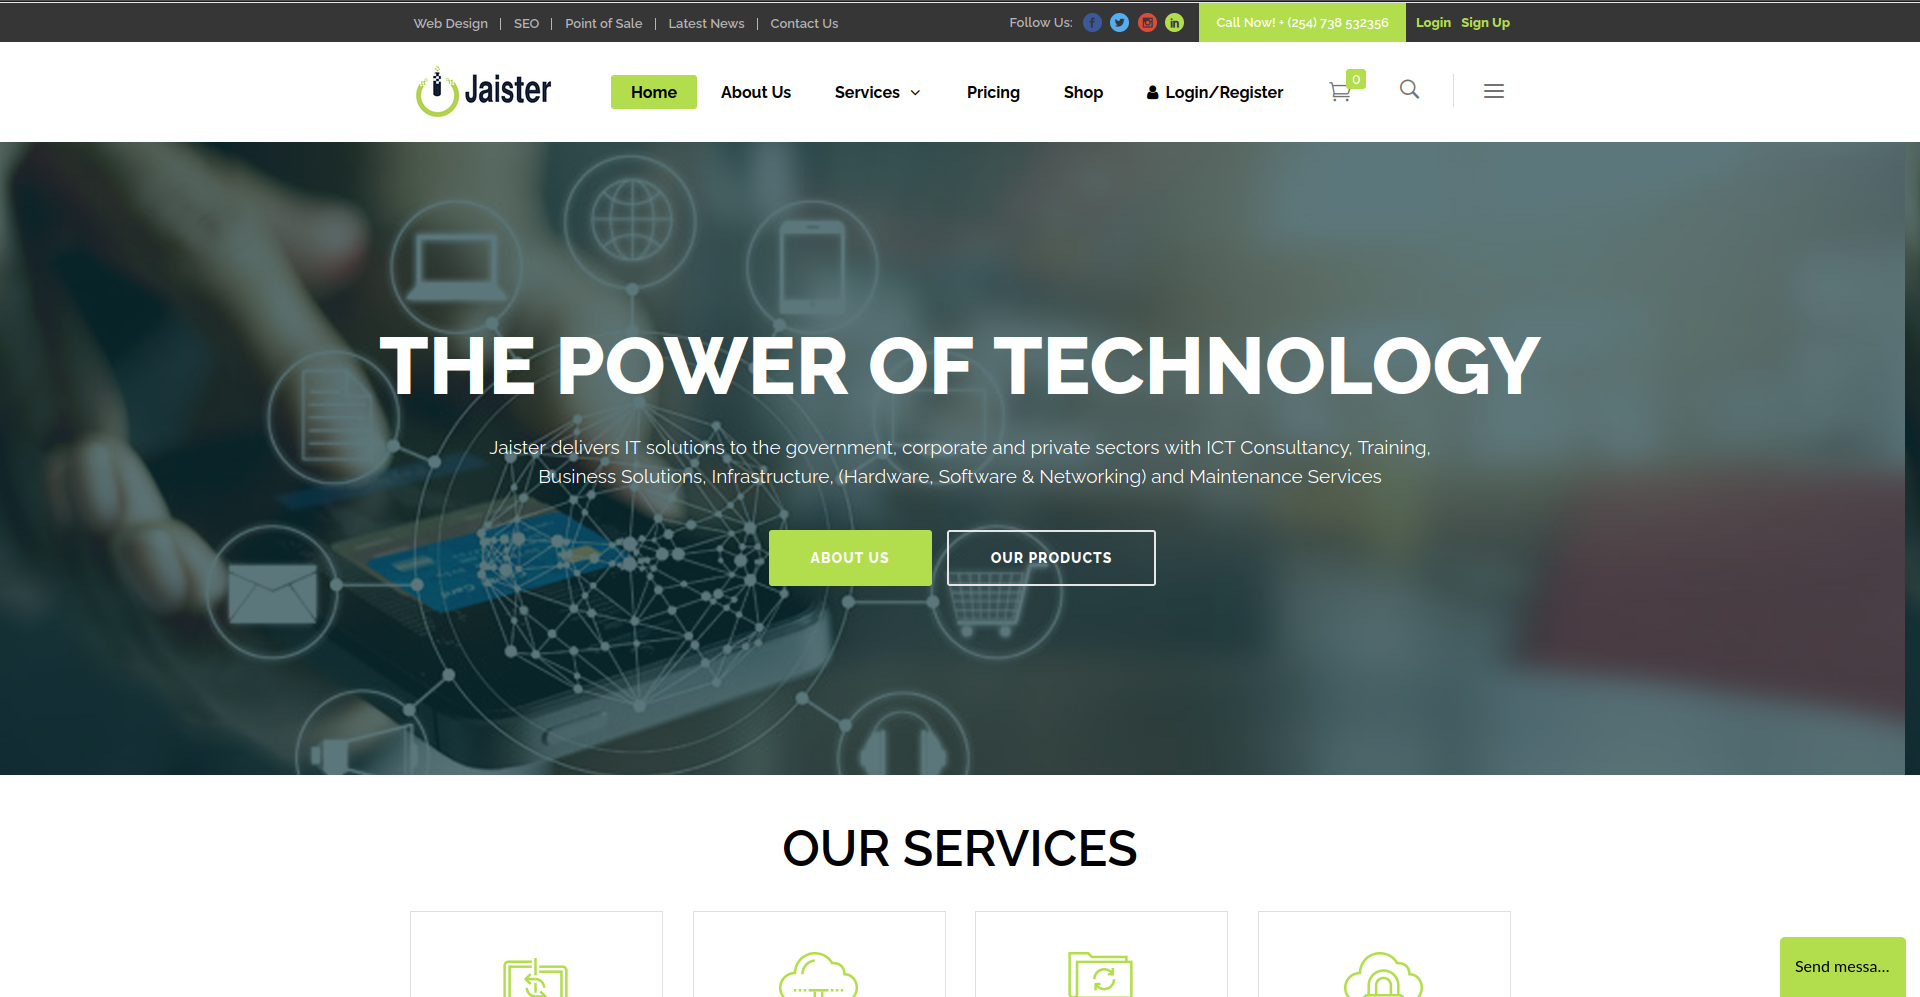 Web Design | SEO | Point of Sale | Latest News | Contact Us
Follow Us:
Call Now! + (254) 738 532356
Login Sign Up
Jaister
Home
About Us
Services
Pricing
Shop
Login/Register
0
THE POWER OF TECHNOLOGY
Jaister delivers IT solutions to the government, corporate and private sectors with ICT Consultancy, Training,
Business Solutions, Infrastructure, (Hardware, Software & Networking) and Maintenance Services
ABOUT US
OUR PRODUCTS
OUR SERVICES
Send messa...